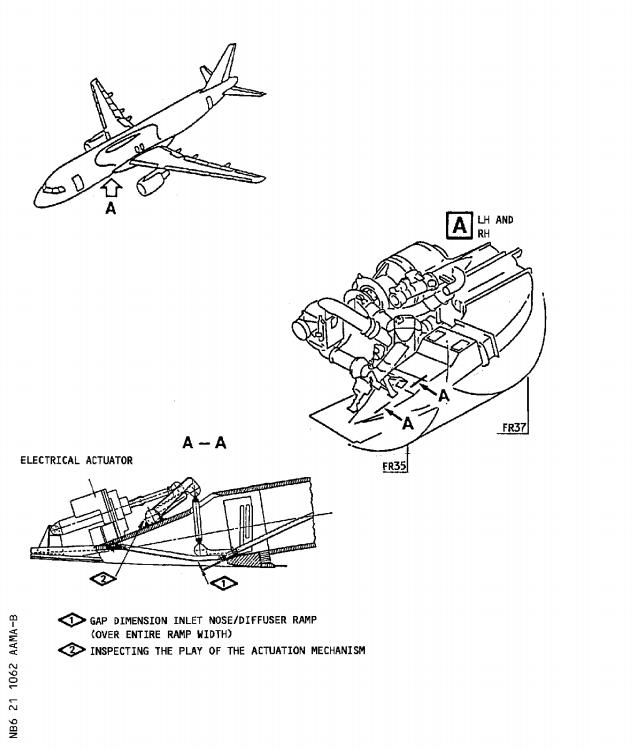 A
A
LH AND
RH
A
A
FR37
FR35
A – A
ELECTRICAL ACTUATOR
2
1
1 GAP DIMENSION INLET NOSE/DIFFUSER RAMP
(OVER ENTIRE RAMP WIDTH)
2 INSPECTING THE PLAY OF THE ACTUATION MECHANISM
NB6 21 1062 AAMA-B